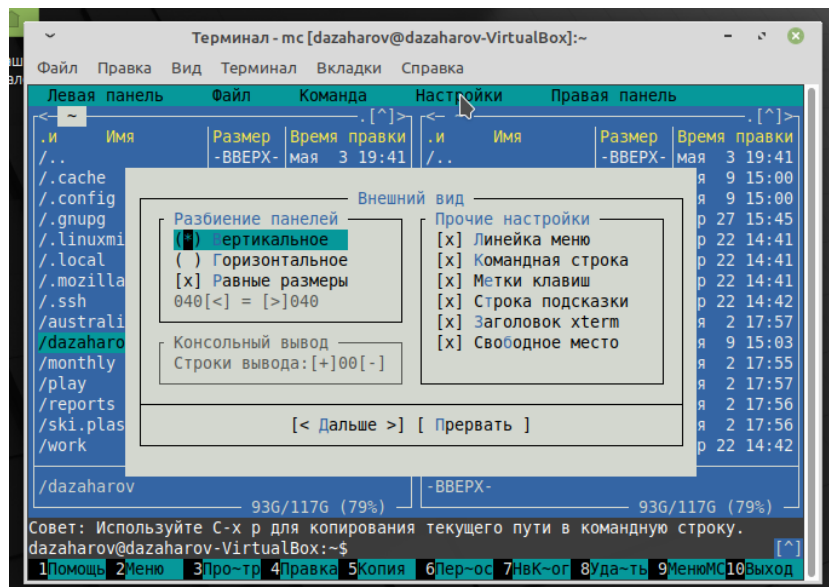 Терминал - mc [dazaharov@dazaharov-VirtualBox]:~
Файл Правка Вид Терминал Вкладки Справка
Левая панель Файл Команда Настройки Правая панель
<— ~ .[^]> <— ~ .[^]>
.и Имя Размер Время правки .и Имя Размер Время правки
/.. -ВВЕРХ- мая 3 19:41 /.. -ВВЕРХ- мая 3 19:41
/.cache я 9 15:00
/.config Внешний вид я 9 15:00
/.gnupg Разбиение панелей Прочие настройки р 27 15:45
/.linuxmi (*) Вертикальное [x] Линейка меню р 22 14:41
/.local ( ) Горизонтальное [x] Командная строка р 22 14:41
/.mozilla [x] Равные размеры [x] Метки клавиш р 22 14:41
/.ssh 040[<] = [>]040 [x] Строка подсказки р 22 14:42
/australi [x] Заголовок xterm я 2 17:57
/dazaharo Консольный вывод [x] Свободное место я 9 15:03
/monthly Строки вывода:[+]00[-] я 2 17:55
/play я 2 17:57
/reports я 2 17:56
/ski.plas [< Дальше >] [ Прервать ] я 2 17:56
/work р 22 14:42
/dazaharov -ВВЕРХ-
93G/117G (79%) 93G/117G (79%)
Совет: Используйте C-x p для копирования текущего пути в командную строку.
dazaharov@dazaharov-VirtualBox:~$ [^]
1Помощь 2Меню 3Про~тр 4Правка 5Копия 6Пер~ос 7НвК~ог 8Уда~ть 9МенюMC 10Выход